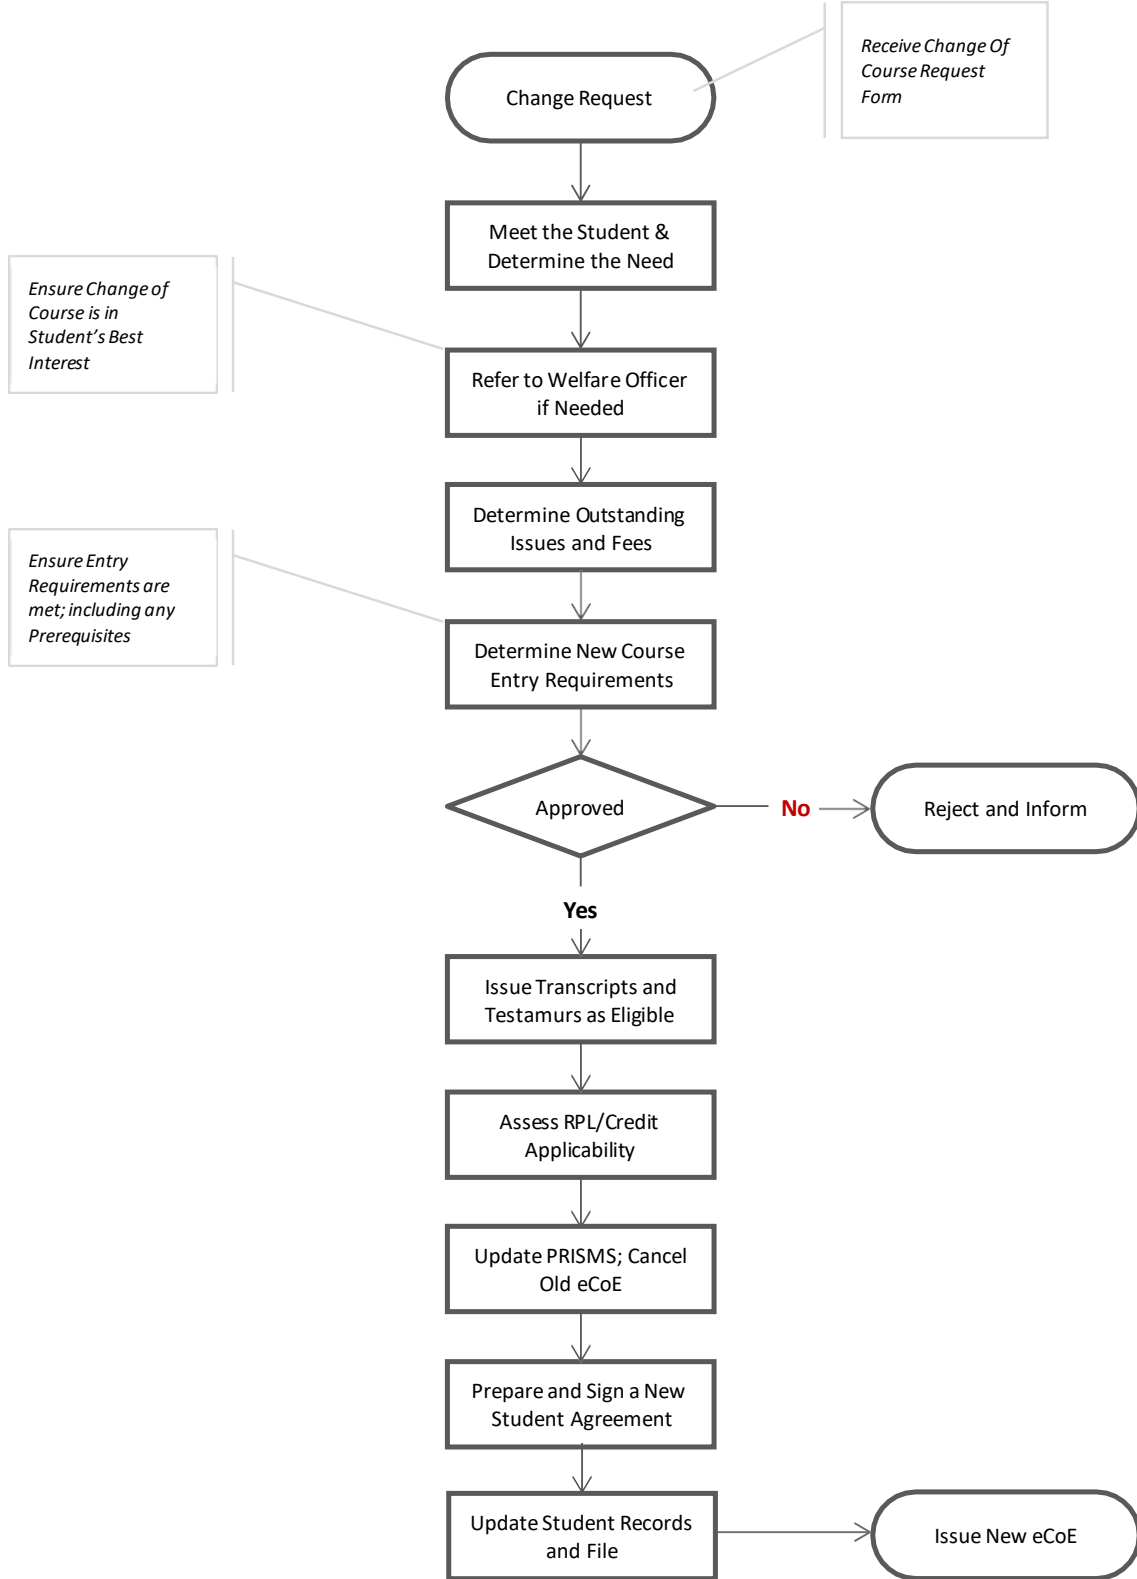 Receive Change Of
Course Request
Form
Change Request
Meet the Student &
Determine the Need
Ensure Change of
Course is in
Student’s Best
Interest
Refer to Welfare Officer
if Needed
Determine Outstanding
Issues and Fees
Ensure Entry
Requirements are
met; including any
Prerequisites
Determine New Course
Entry Requirements
Approved
No
Reject and Inform
Yes
Issue Transcripts and
Testamurs as Eligible
Assess RPL/Credit
Applicability
Update PRISMS; Cancel
Old eCoE
Prepare and Sign a New
Student Agreement
Update Student Records
and File
Issue New eCoE